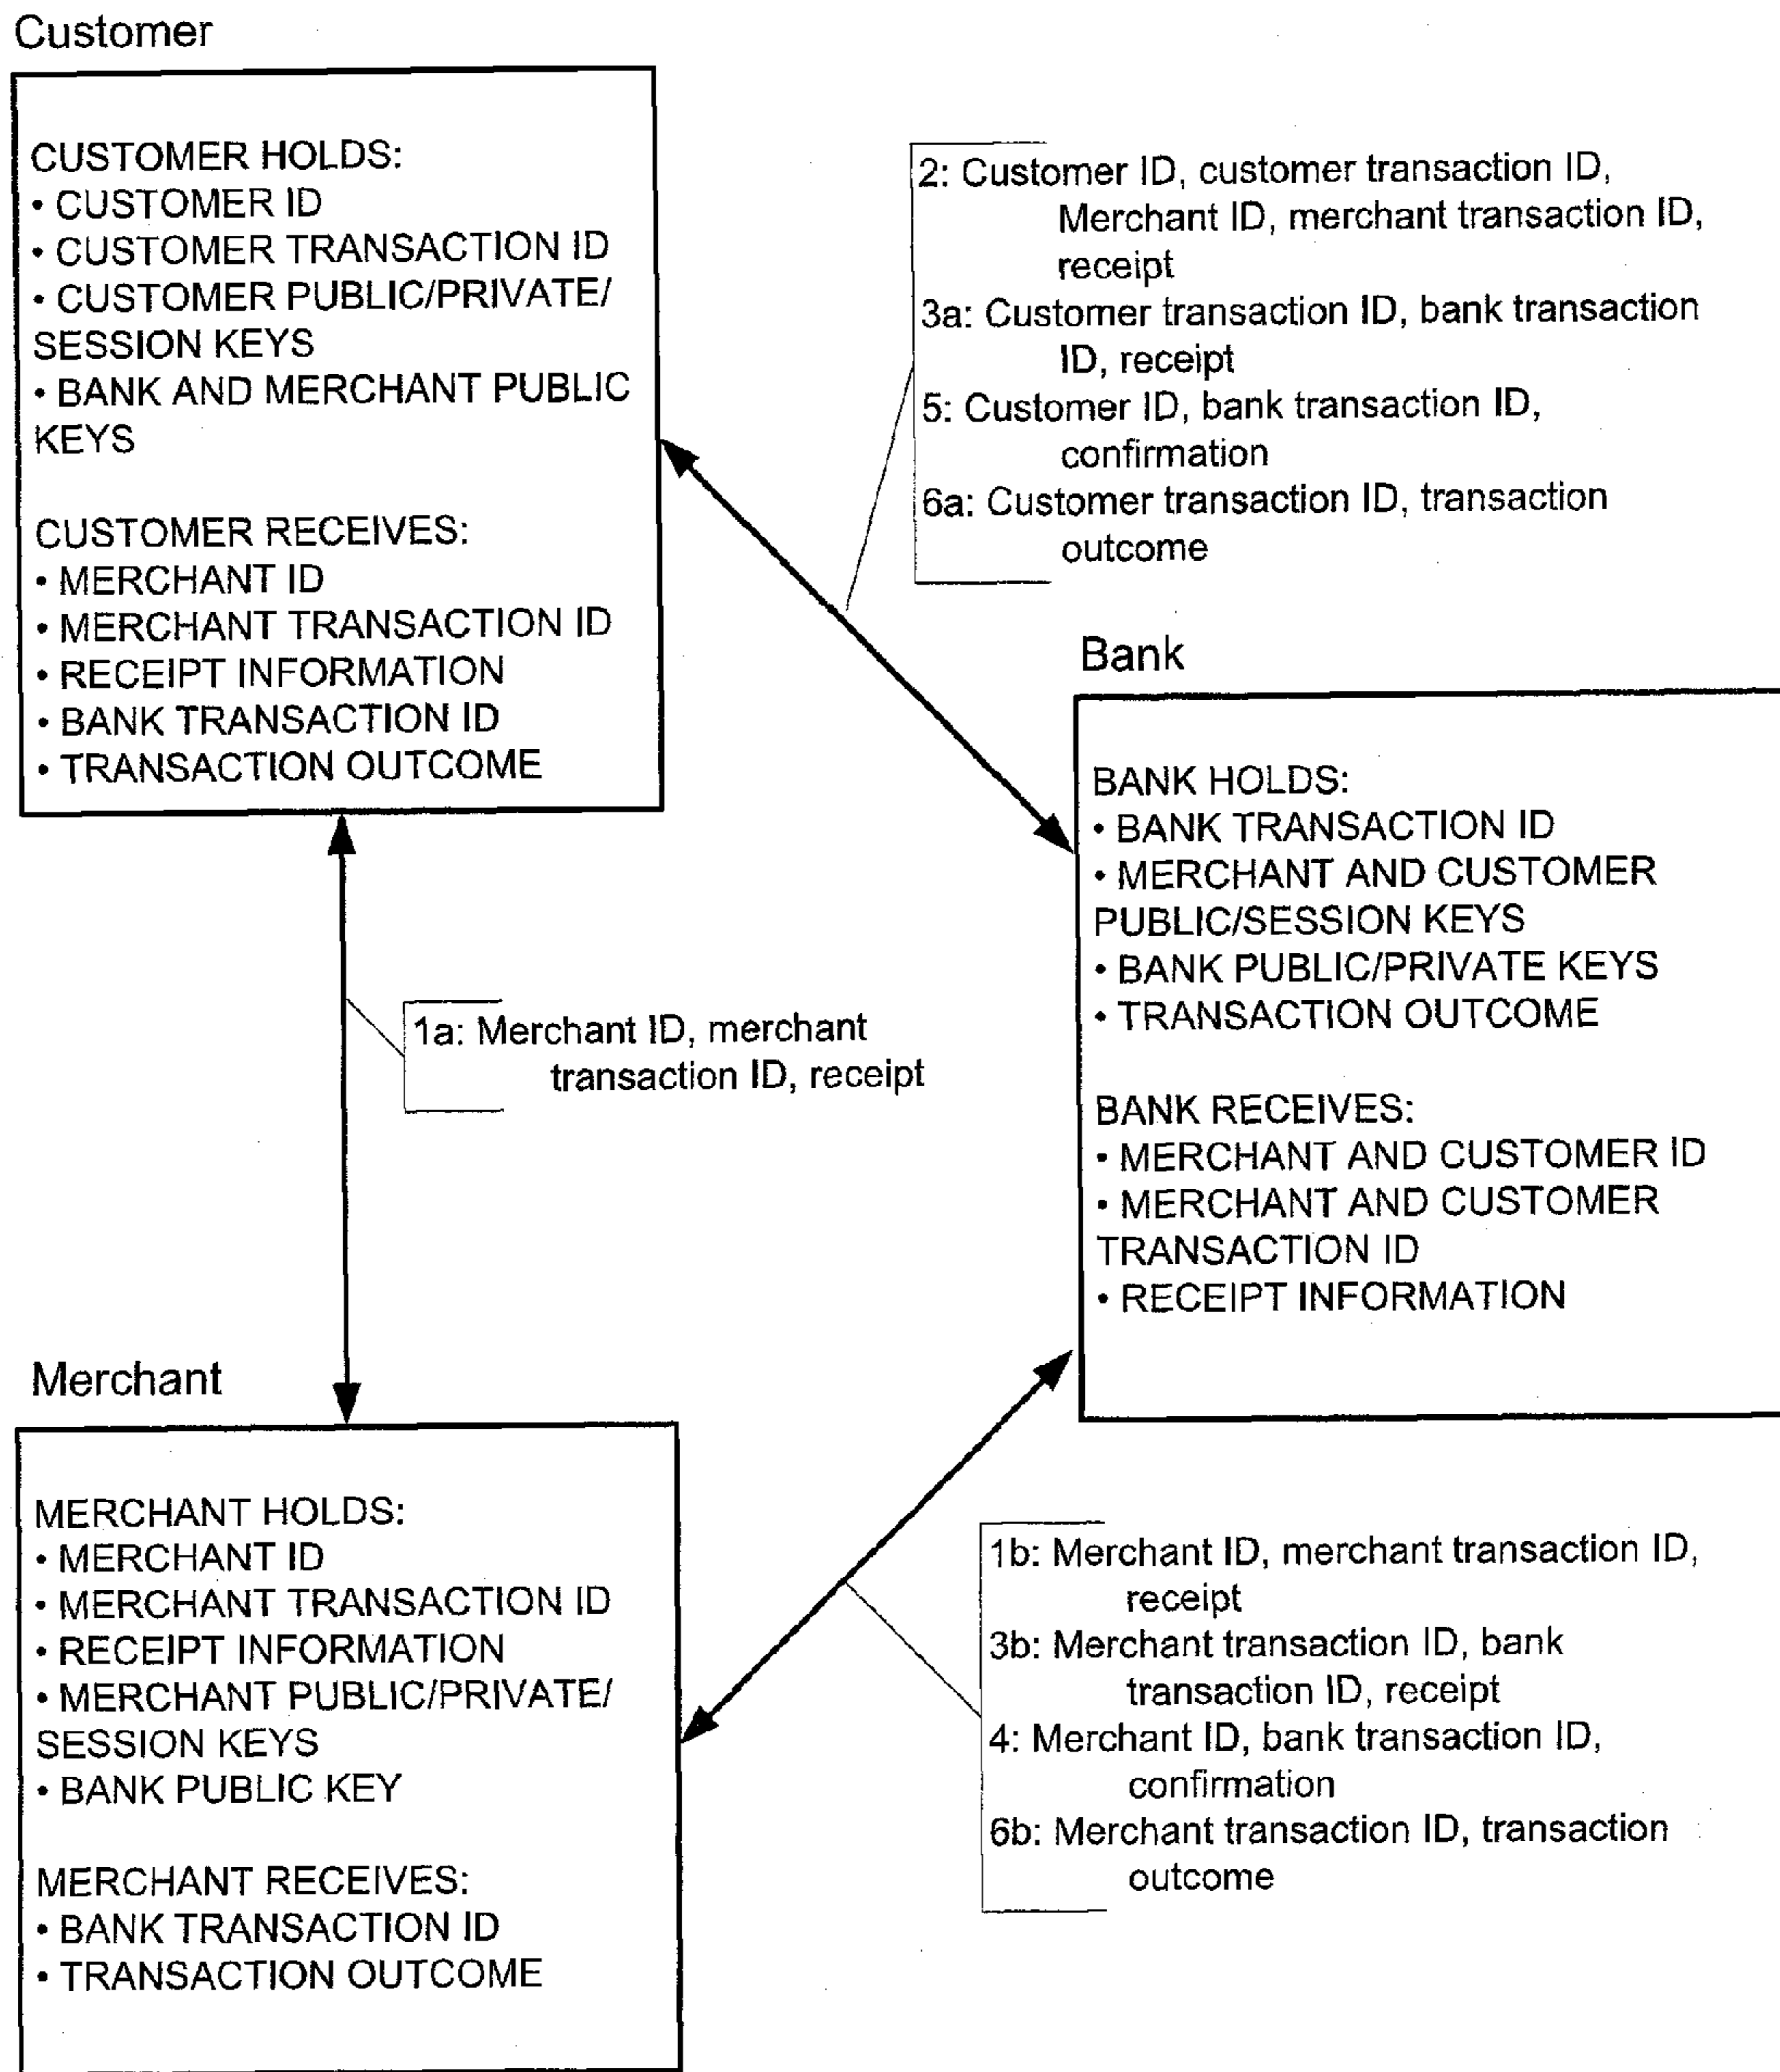 Customer
CUSTOMER HOLDS:
• CUSTOMER ID
• CUSTOMER TRANSACTION ID
• CUSTOMER PUBLIC/PRIVATE/
SESSION KEYS
• BANK AND MERCHANT PUBLIC
KEYS
CUSTOMER RECEIVES:
• MERCHANT ID
• MERCHANT TRANSACTION ID
• RECEIPT INFORMATION
• BANK TRANSACTION ID
• TRANSACTION OUTCOME
2: Customer ID, customer transaction ID,
Merchant ID, merchant transaction ID,
receipt
3a: Customer transaction ID, bank transaction
ID, receipt
5: Customer ID, bank transaction ID,
confirmation
6a: Customer transaction ID, transaction
outcome
Bank
BANK HOLDS:
• BANK TRANSACTION ID
• MERCHANT AND CUSTOMER
PUBLIC/SESSION KEYS
• BANK PUBLIC/PRIVATE KEYS
• TRANSACTION OUTCOME
BANK RECEIVES:
• MERCHANT AND CUSTOMER ID
• MERCHANT AND CUSTOMER
TRANSACTION ID
• RECEIPT INFORMATION
1a: Merchant ID, merchant
transaction ID, receipt
Merchant
MERCHANT HOLDS:
• MERCHANT ID
• MERCHANT TRANSACTION ID
• RECEIPT INFORMATION
• MERCHANT PUBLIC/PRIVATE/
SESSION KEYS
• BANK PUBLIC KEY
MERCHANT RECEIVES:
• BANK TRANSACTION ID
• TRANSACTION OUTCOME
1b: Merchant ID, merchant transaction ID,
receipt
3b: Merchant transaction ID, bank
transaction ID, receipt
4: Merchant ID, bank transaction ID,
confirmation
6b: Merchant transaction ID, transaction
outcome